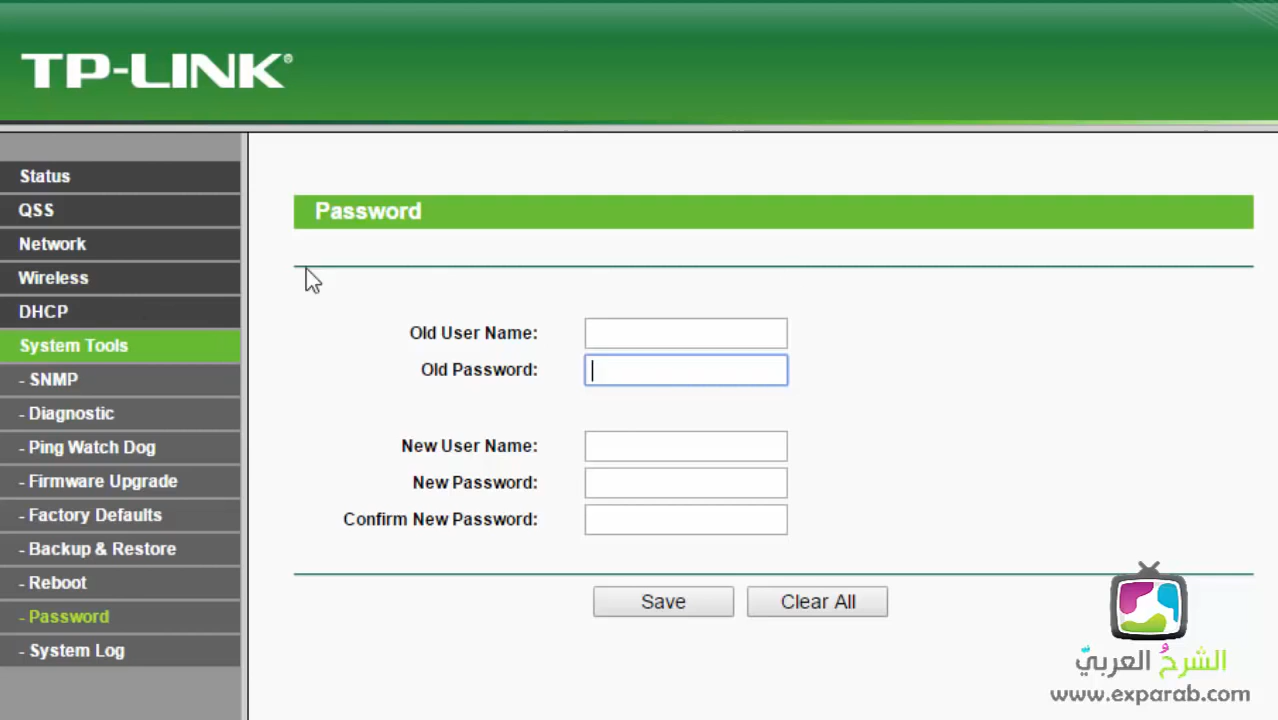 TP-LINK®
Status
QSS
Network
Wireless
DHCP
System Tools
- SNMP
- Diagnostic
- Ping Watch Dog
- Firmware Upgrade
- Factory Defaults
- Backup & Restore
- Reboot
- Password
- System Log
Password
Old User Name:
Old Password:
New User Name:
New Password:
Confirm New Password:
Save Clear All
الشرحُ العربيّ
www.exparab.com